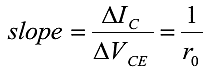 slope = ΔI_C / ΔV_CE = 1 / r_0